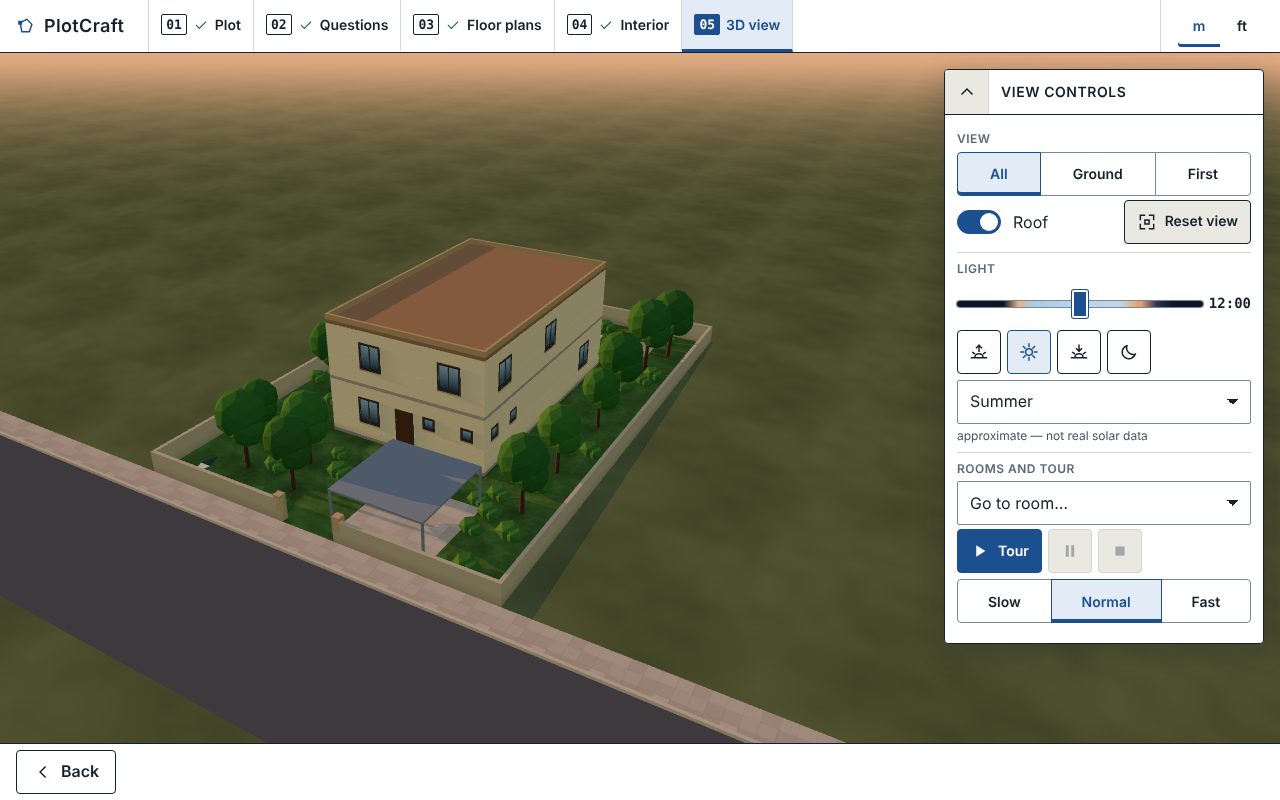 PlotCraft
01 Plot
02 Questions
03 Floor plans
04 Interior
05 3D view
m
ft
VIEW CONTROLS
VIEW
All
Ground
First
Roof
Reset view
LIGHT
12:00
Summer
approximate — not real solar data
ROOMS AND TOUR
Go to room...
Tour
Slow
Normal
Fast
Back